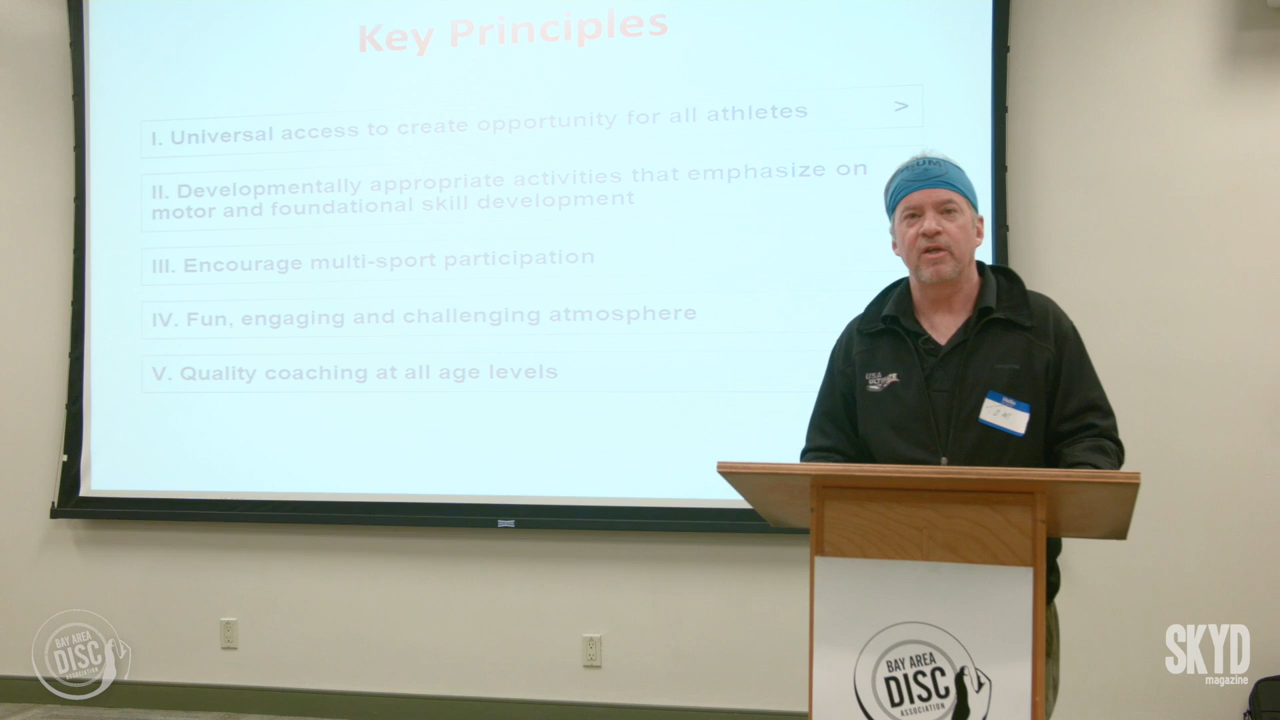 Key Principles
I. Universal access to create opportunity for all athletes >
II. Developmentally appropriate activities that emphasize on
motor and foundational skill development
III. Encourage multi-sport participation
IV. Fun, engaging and challenging atmosphere
V. Quality coaching at all age levels
USA
Hello
BAY AREA
DISC
ASSOCIATION
BAY AREA
DISC
ASSOCIATION
SKYD
magazine